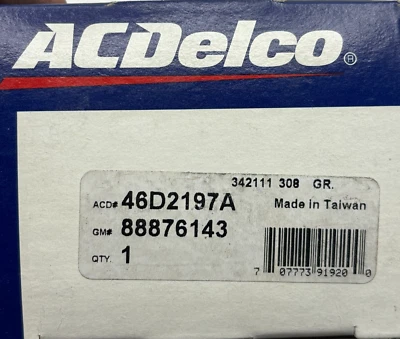 ACDelco®
342111 308 GR.
ACD# 46D2197A Made in Taiwan
GM# 88876143
QTY. 1
7 07773 91920 0